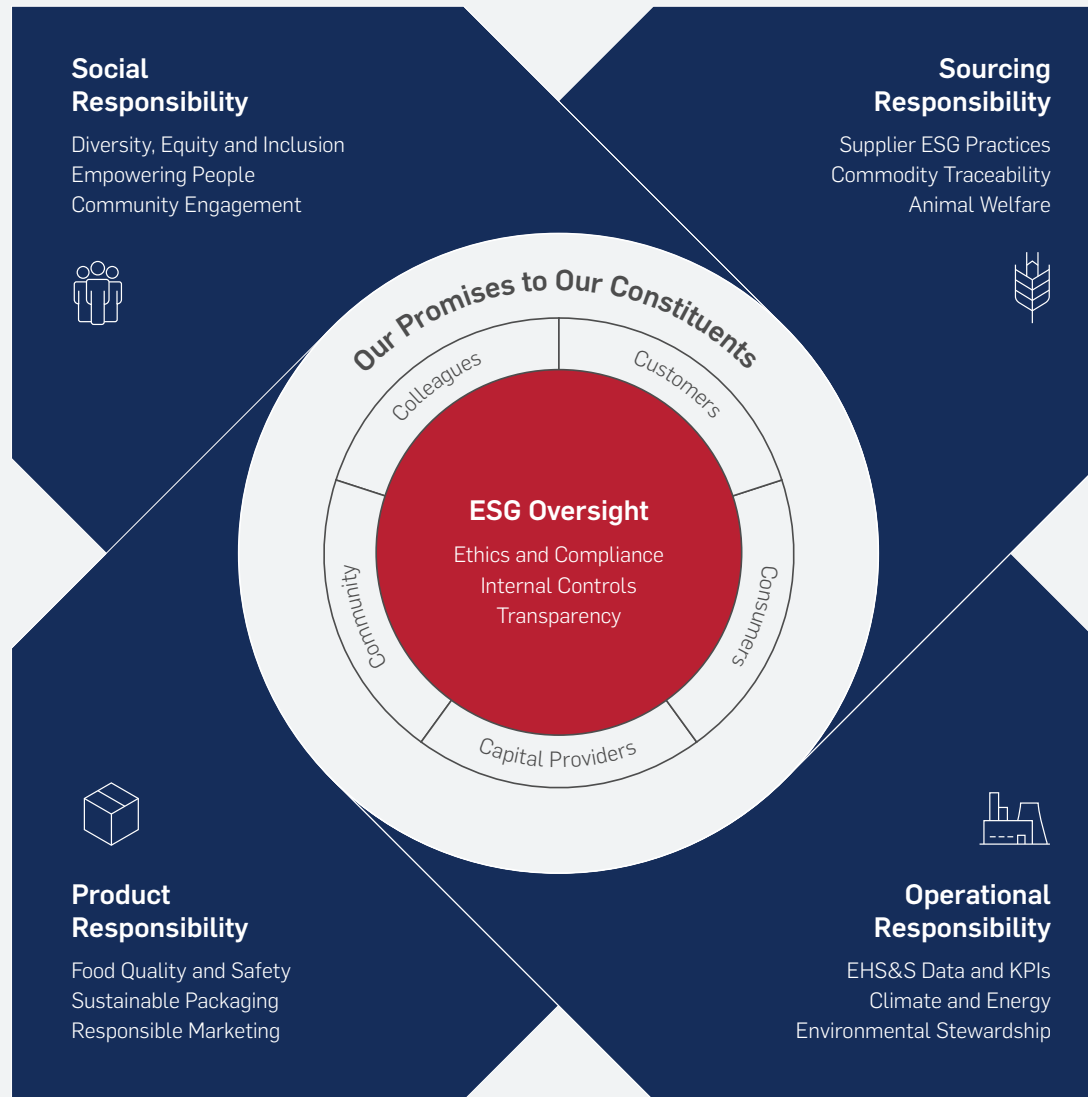 Social
Responsibility
Diversity, Equity and Inclusion
Empowering People
Community Engagement
Sourcing
Responsibility
Supplier ESG Practices
Commodity Traceability
Animal Welfare
Our Promises to Our Constituents
Colleagues
Customers
Consumers
Capital Providers
Community
ESG Oversight
Ethics and Compliance
Internal Controls
Transparency
Product
Responsibility
Food Quality and Safety
Sustainable Packaging
Responsible Marketing
Operational
Responsibility
EHS&S Data and KPIs
Climate and Energy
Environmental Stewardship